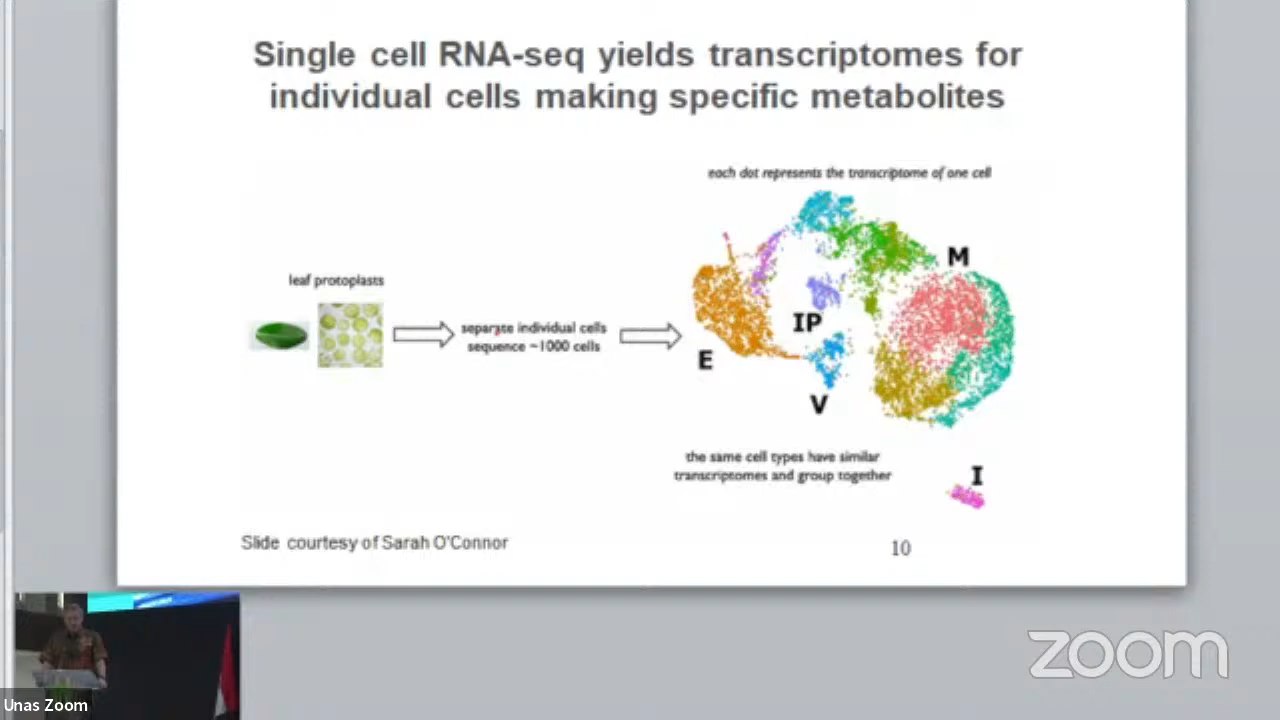 Single cell RNA-seq yields transcriptomes for
individual cells making specific metabolites
each dot represents the transcriptome of one cell
M
leaf protoplasts
IP
separate individual cells
sequence ~1000 cells
E
V
the same cell types have similar
transcriptomes and group together
I
Slide courtesy of Sarah O'Connor
10
zoom
Unas Zoom